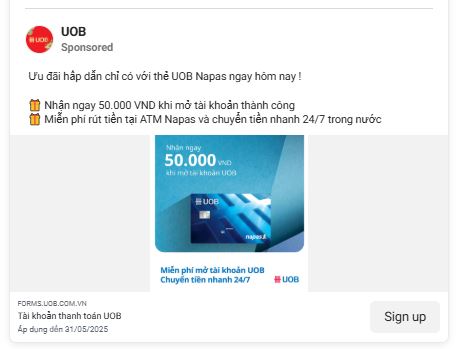 UOB
UOB
Sponsored
Ưu đãi hấp dẫn chỉ có với thẻ UOB Napas ngay hôm nay !
🎁 Nhận ngay 50.000 VND khi mở tài khoản thành công
🎁 Miễn phí rút tiền tại ATM Napas và chuyển tiền nhanh 24/7 trong nước
Nhận ngay
50.000 VND
khi mở tài khoản UOB
UOB
napas
Miễn phí mở tài khoản UOB
Chuyển tiền nhanh 24/7
UOB
FORMS.UOB.COM.VN
Tài khoản thanh toán UOB
Áp dụng đến 31/05/2025
Sign up